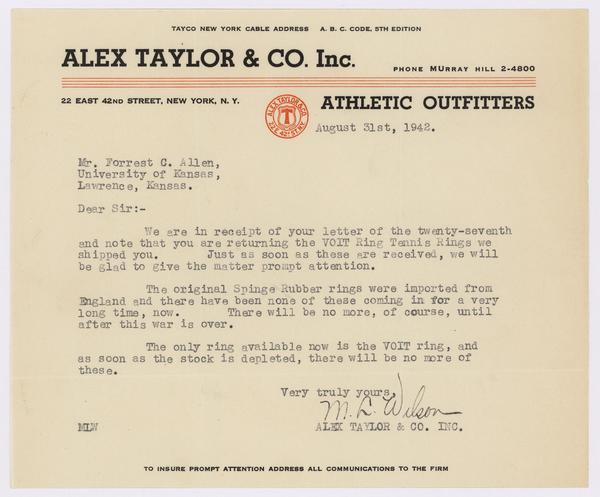 TAYCO NEW YORK CABLE ADDRESS A. B. C. CODE, 5TH EDITION
ALEX TAYLOR & CO. Inc.
PHONE MURRAY HILL 2-4800
22 EAST 42ND STREET, NEW YORK, N. Y.
ALEX TAYLOR & CO
T
22 E. 42ND ST. N.Y.
ATHLETIC OUTFITTERS
August 31st, 1942.
Mr. Forrest C. Allen,
University of Kansas,
Lawrence, Kansas.
Dear Sir:-
We are in receipt of your letter of the twenty-seventh
and note that you are returning the VOIT Ring Tennis Rings we
shipped you. Just as soon as these are received, we will
be glad to give the matter prompt attention.
The original Spinge Rubber rings were imported from
England and there have been none of these coming in for a very
long time, now. There will be no more, of course, until
after this war is over.
The only ring available now is the VOIT ring, and
as soon as the stock is depleted, there will be no more of
these.
Very truly yours,
M. L. Wilson
MLW
ALEX TAYLOR & CO. INC.
TO INSURE PROMPT ATTENTION ADDRESS ALL COMMUNICATIONS TO THE FIRM